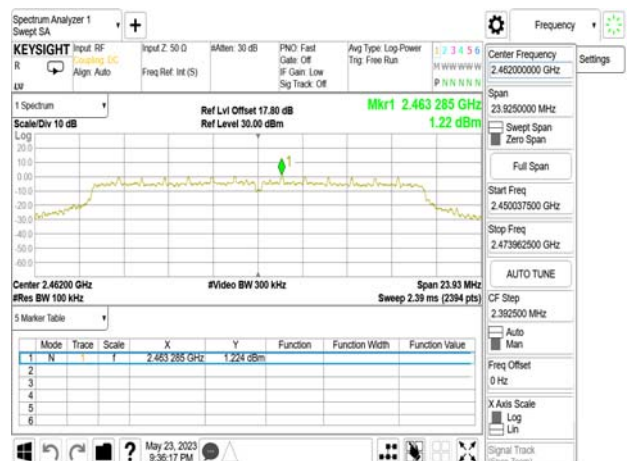 Spectrum Analyzer 1
Swept SA
+
Frequency
KEYSIGHT
R
Input: RF
Coupling: DC
Align: Auto
Input Z: 50 Ω
Freq Ref: Int (S)
#Atten: 30 dB
PNO: Fast
Gate: Off
IF Gain: Low
Sig Track: Off
Avg Type: Log-Power
Trig: Free Run
1 2 3 4 5 6
M W W W W W
P N N N N N
1 Spectrum
Scale/Div 10 dB
Ref Lvl Offset 17.80 dB
Ref Level 30.00 dBm
Mkr1 2.463 285 GHz
1.22 dBm
Log
20.0
10.0
0.00
-10.0
-20.0
-30.0
-40.0
-50.0
-60.0
1
Center 2.46200 GHz
#Res BW 100 kHz
#Video BW 300 kHz
Span 23.93 MHz
Sweep 2.39 ms (2394 pts)
5 Marker Table
Mode Trace Scale X Y Function Function Width Function Value
1 N 1 f 2.463 285 GHz 1.224 dBm
2
3
4
5
6
May 23, 2023
9:36:17 PM
?
Center Frequency
2.462000000 GHz
Settings
Span
23.9250000 MHz
Swept Span
Zero Span
Full Span
Start Freq
2.450037500 GHz
Stop Freq
2.473962500 GHz
AUTO TUNE
CF Step
2.392500 MHz
Auto
Man
Freq Offset
0 Hz
X Axis Scale
Log
Lin
Signal Track